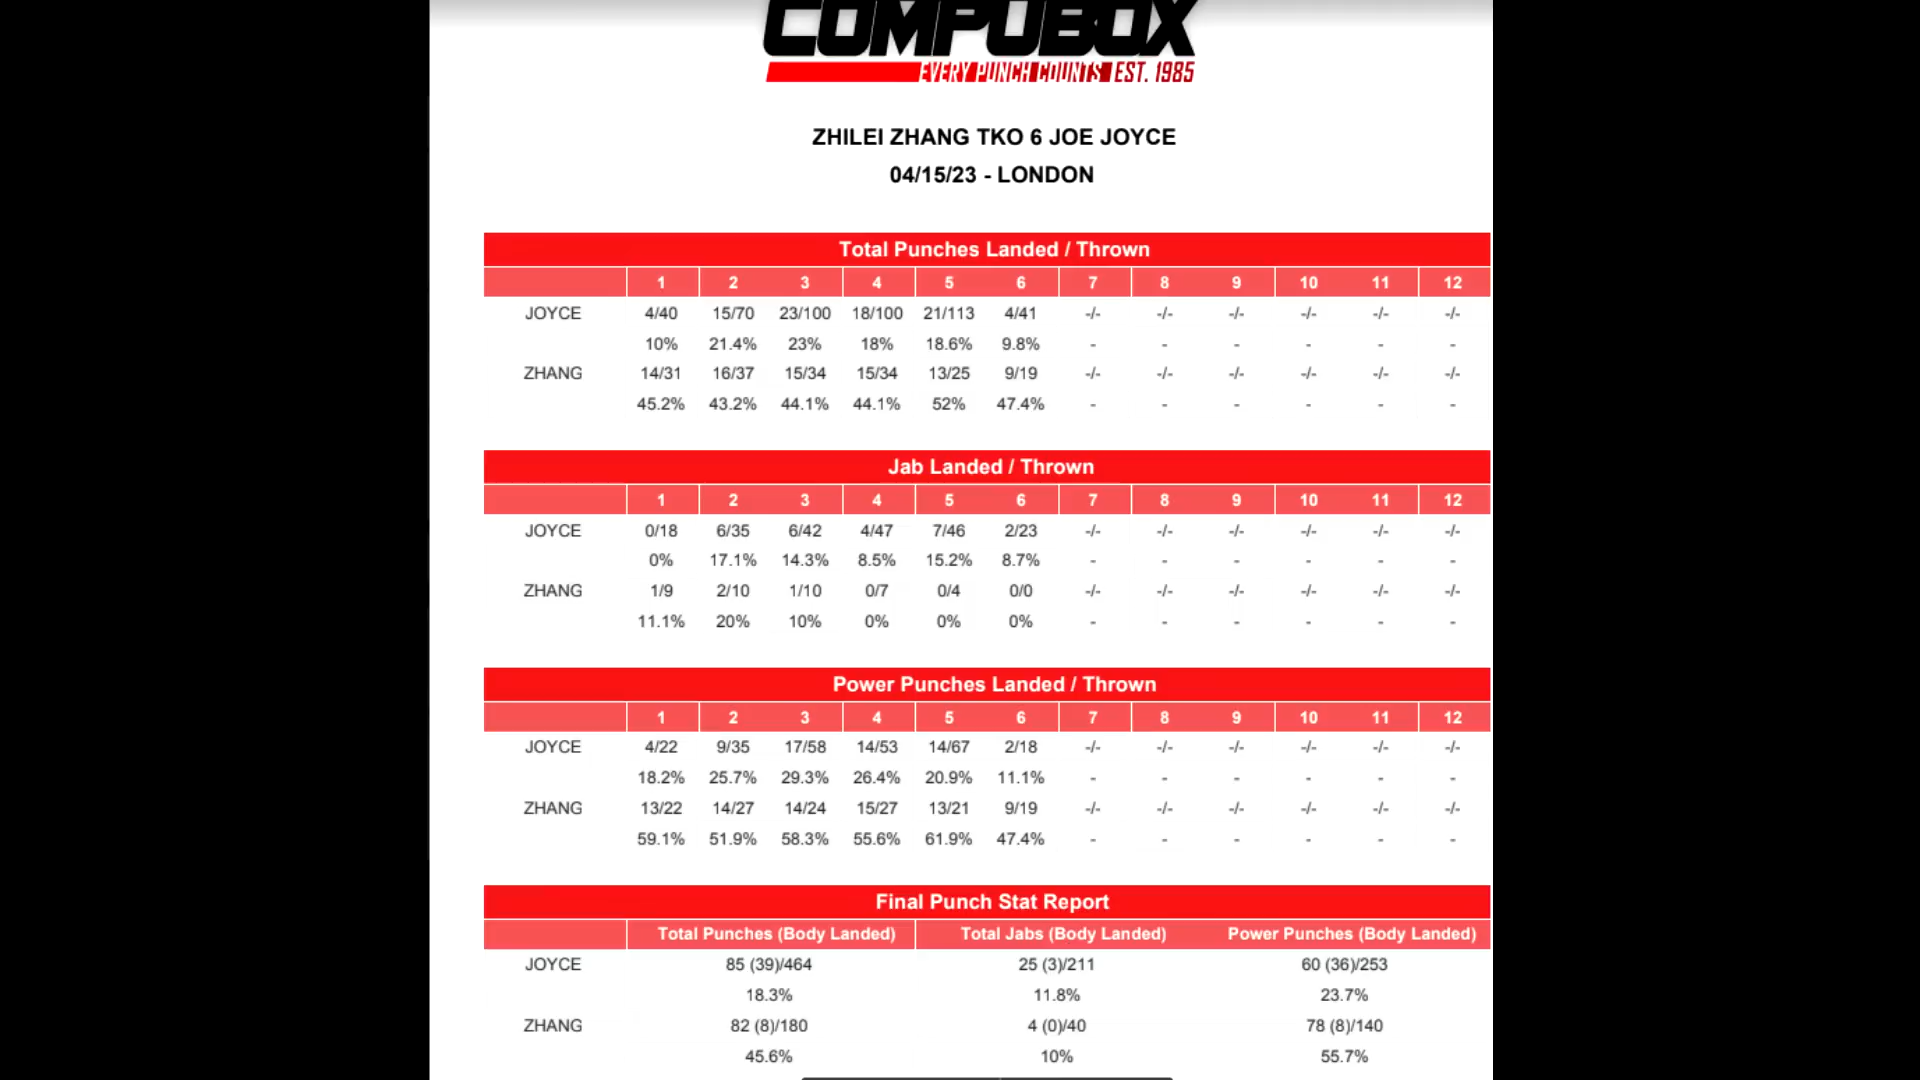 COMPUBOX
EVERY PUNCH COUNTS EST. 1985
ZHILEI ZHANG TKO 6 JOE JOYCE
04/15/23 - LONDON
Total Punches Landed / Thrown
1 2 3 4 5 6 7 8 9 10 11 12
JOYCE 4/40 15/70 23/100 18/100 21/113 4/41 -/- -/- -/- -/- -/- -/-
10% 21.4% 23% 18% 18.6% 9.8% - - - - - -
ZHANG 14/31 16/37 15/34 15/34 13/25 9/19 -/- -/- -/- -/- -/- -/-
45.2% 43.2% 44.1% 44.1% 52% 47.4% - - - - - -
Jab Landed / Thrown
1 2 3 4 5 6 7 8 9 10 11 12
JOYCE 0/18 6/35 6/42 4/47 7/46 2/23 -/- -/- -/- -/- -/- -/-
0% 17.1% 14.3% 8.5% 15.2% 8.7% - - - - - -
ZHANG 1/9 2/10 1/10 0/7 0/4 0/0 -/- -/- -/- -/- -/- -/-
11.1% 20% 10% 0% 0% 0% - - - - - -
Power Punches Landed / Thrown
1 2 3 4 5 6 7 8 9 10 11 12
JOYCE 4/22 9/35 17/58 14/53 14/67 2/18 -/- -/- -/- -/- -/- -/-
18.2% 25.7% 29.3% 26.4% 20.9% 11.1% - - - - - -
ZHANG 13/22 14/27 14/24 15/27 13/21 9/19 -/- -/- -/- -/- -/- -/-
59.1% 51.9% 58.3% 55.6% 61.9% 47.4% - - - - - -
Final Punch Stat Report
Total Punches (Body Landed) Total Jabs (Body Landed) Power Punches (Body Landed)
JOYCE 85 (39)/464 25 (3)/211 60 (36)/253
18.3% 11.8% 23.7%
ZHANG 82 (8)/180 4 (0)/40 78 (8)/140
45.6% 10% 55.7%